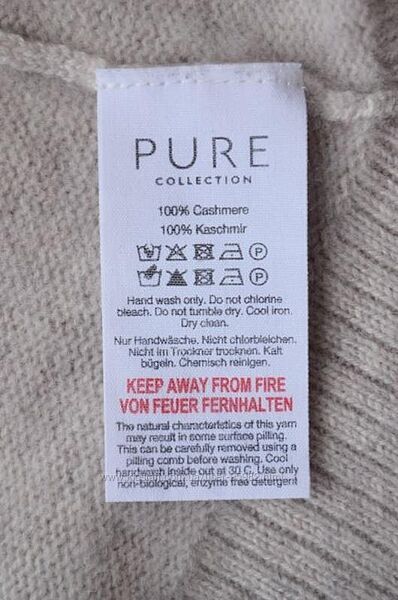 PURE
COLLECTION
100% Cashmere
100% Kaschmir
Hand wash only. Do not chlorine
bleach. Do not tumble dry. Cool iron.
Dry clean.
Nur Handwäsche. Nicht chlorbleichen.
Nicht im Trockner trocknen. Kalt
bügeln. Chemisch reinigen.
KEEP AWAY FROM FIRE
VON FEUER FERNHALTEN
The natural characteristics of this yarn
may result in some surface pilling.
This can be carefully removed using a
pilling comb before washing. Cool
handwash inside out at 30 C. Use only
non-biological, enzyme free detergent